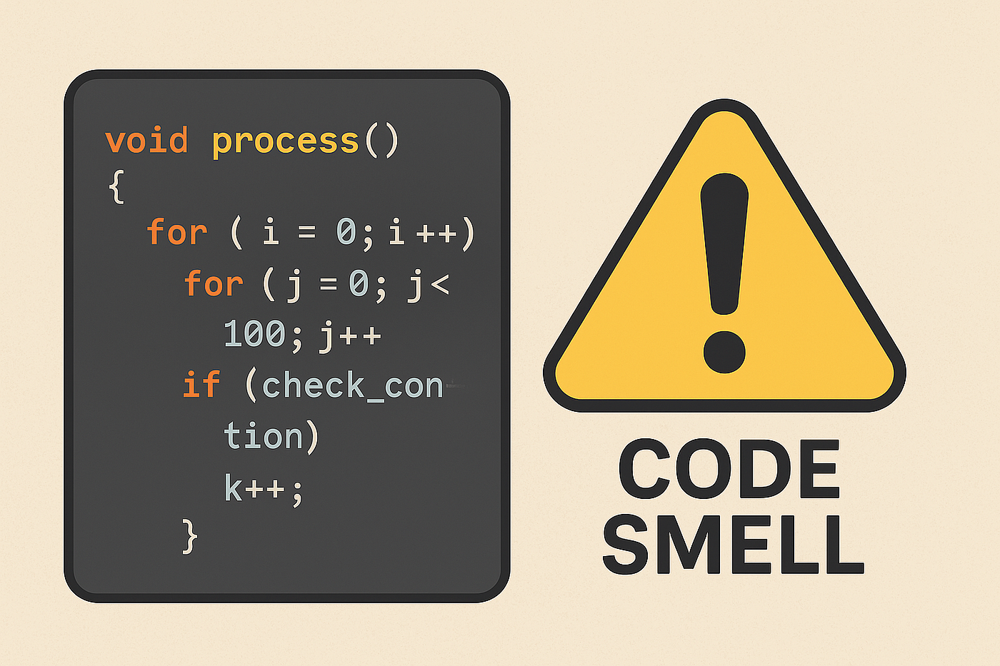 void process()
{
for ( i = 0; i ++)
for (j = 0; j<
100; j++
if (check_con-
tion)
k++;
}
CODE
SMELL